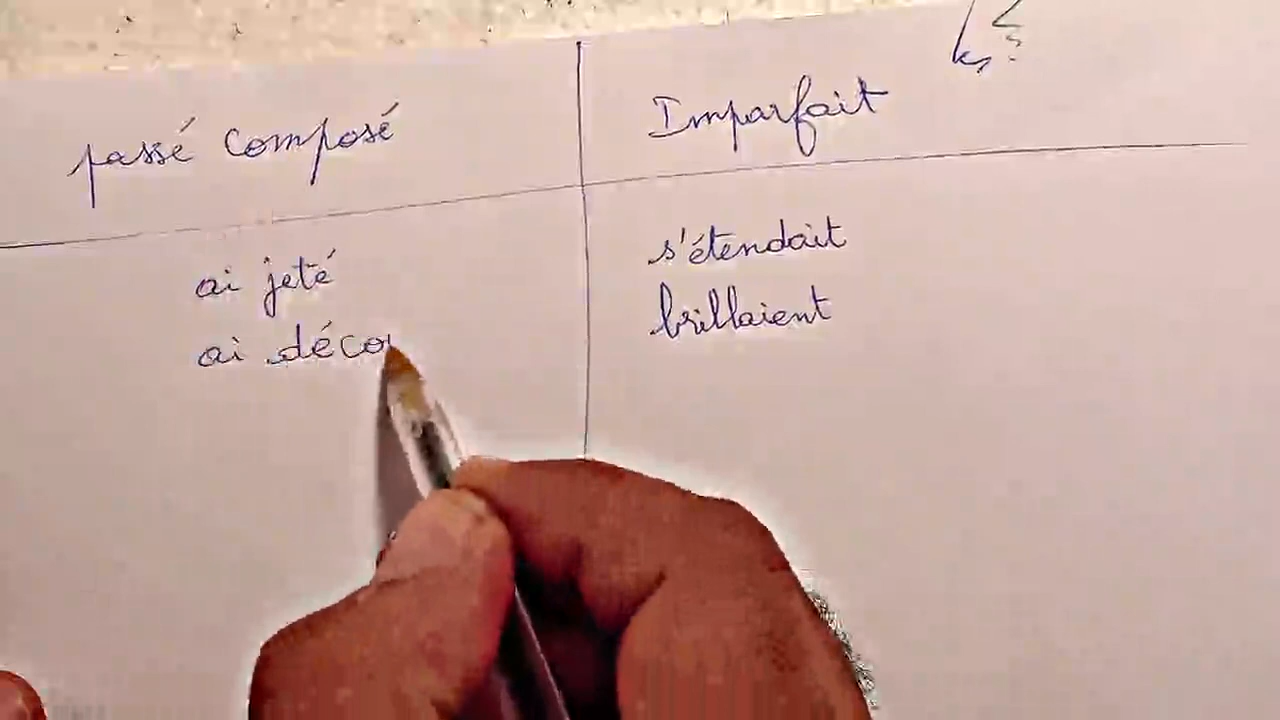 passé composé Imparfait
ai jeté s'étendait
ai déco brillaient